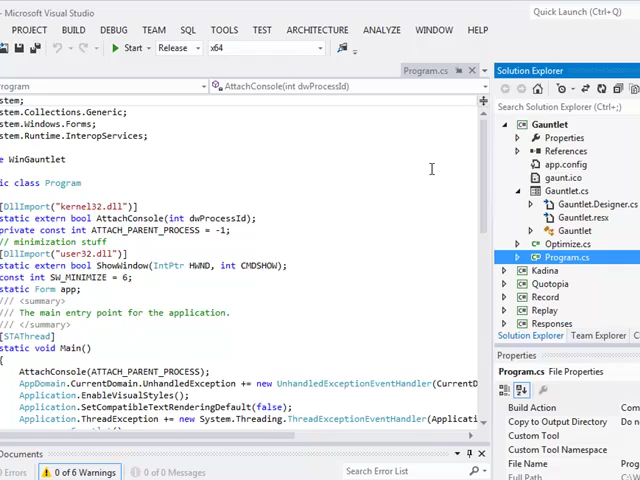 - Microsoft Visual Studio
Quick Launch (Ctrl+Q)
PROJECT BUILD DEBUG TEAM SQL TOOLS TEST ARCHITECTURE ANALYZE WINDOW HELP
Start Release x64
Program.cs
Program AttachConsole(int dwProcessId)
stem;
stem.Collections.Generic;
stem.Windows.Forms;
stem.Runtime.InteropServices;
e WinGauntlet
ic class Program
[DllImport("kernel32.dll")]
static extern bool AttachConsole(int dwProcessId);
private const int ATTACH_PARENT_PROCESS = -1;
// minimization stuff
[DllImport("user32.dll")]
static extern bool ShowWindow(IntPtr HWND, int CMDSHOW);
const int SW_MINIMIZE = 6;
static Form app;
/// <summary>
/// The main entry point for the application.
/// </summary>
[STAThread]
static void Main()
{
AttachConsole(ATTACH_PARENT_PROCESS);
AppDomain.CurrentDomain.UnhandledException += new UnhandledExceptionEventHandler(CurrentD
Application.EnableVisualStyles();
Application.SetCompatibleTextRenderingDefault(false);
Application.ThreadException += new System.Threading.ThreadExceptionEventHandler(Applicati
Documents
Errors 0 of 6 Warnings 0 of 0 Messages
Search Error List
Solution Explorer
Search Solution Explorer (Ctrl+;)
Gauntlet
Properties
References
app.config
gaunt.ico
Gauntlet.cs
Gauntlet.Designer.cs
Gauntlet.resx
Gauntlet
Optimize.cs
Program.cs
Kadina
Quotopia
Record
Replay
Responses
Solution Explorer Team Explorer
Properties
Program.cs File Properties
Build Action Com
Copy to Output Directory Do no
Custom Tool
Custom Tool Namespace
File Name Progra
Full Path